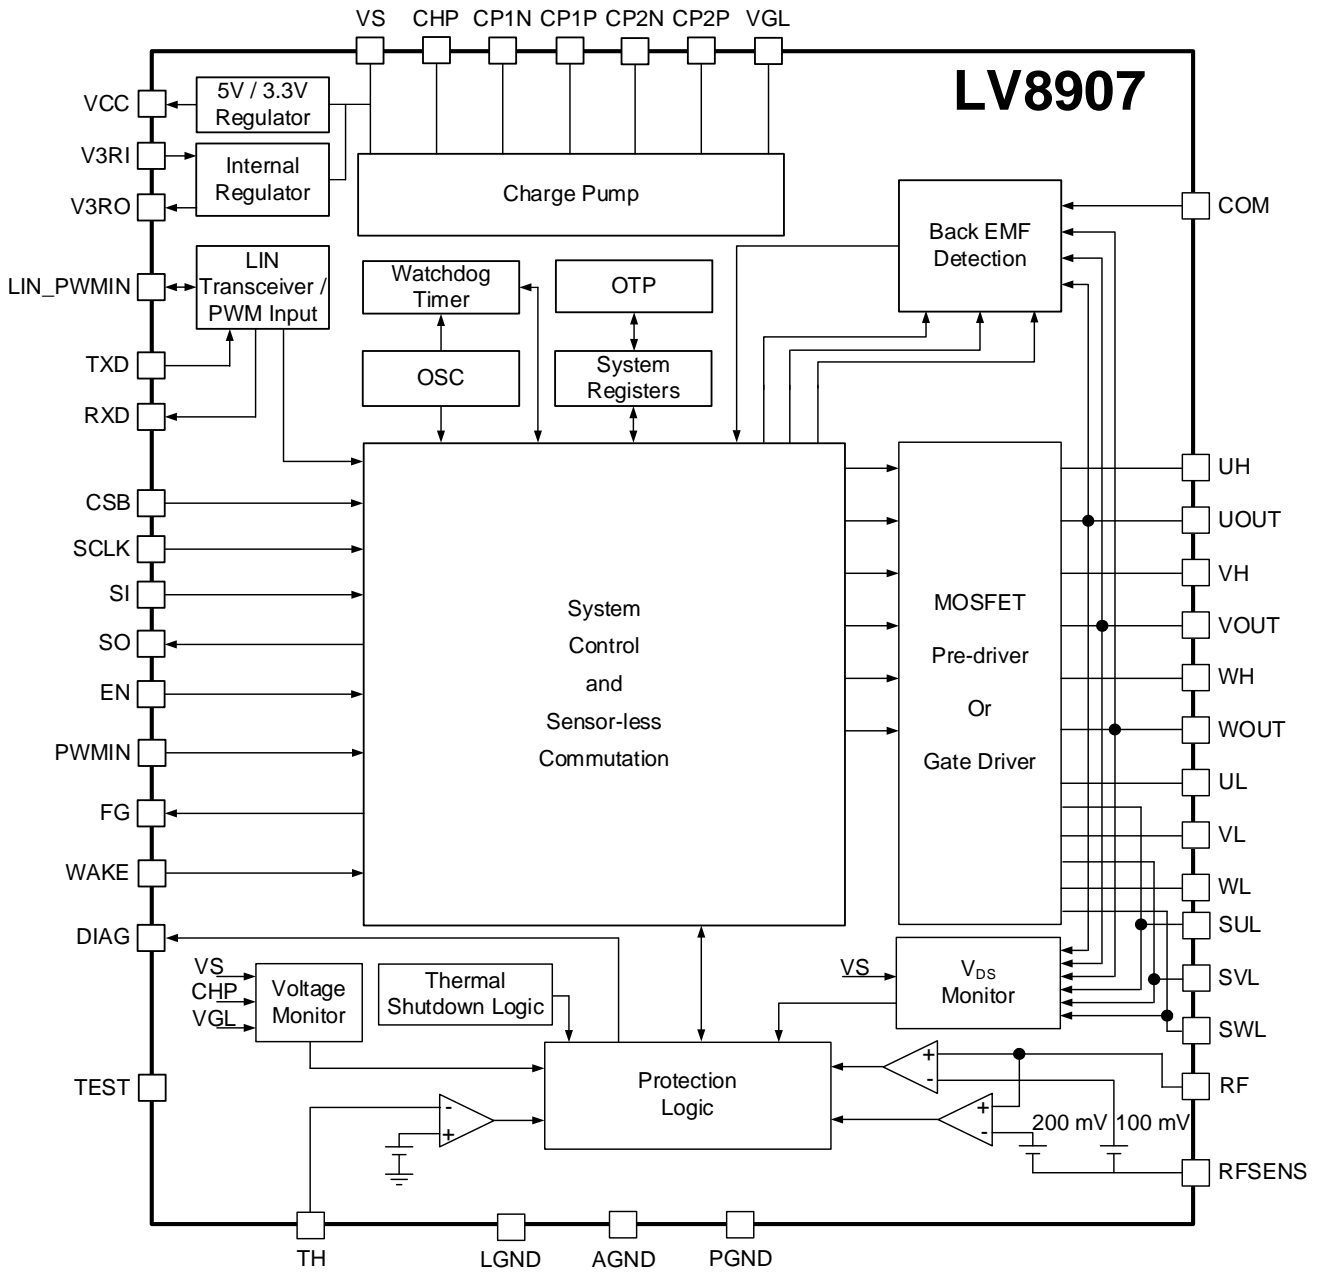 VS CHP CP1N CP1P CP2N CP2P VGL
LV8907
VCC
5V / 3.3V
Regulator
V3RI
Internal
Regulator
V3RO
Charge Pump
COM
Back EMF
Detection
LIN_PWMIN
LIN
Transceiver /
PWM Input
Watchdog
Timer
OTP
TXD
OSC
System
Registers
RXD
CSB
SCLK
SI
SO
EN
PWMIN
FG
WAKE
DIAG
System
Control
and
Sensor-less
Commutation
MOSFET
Pre-driver
Or
Gate Driver
UH
UOUT
VH
VOUT
WH
WOUT
UL
VL
WL
SUL
SVL
SWL
VS
CHP
VGL
Voltage
Monitor
Thermal
Shutdown Logic
VS
VDS
Monitor
TEST
Protection
Logic
+
-
+
-
-
+
200 mV
100 mV
RF
RFSENS
TH
LGND
AGND
PGND